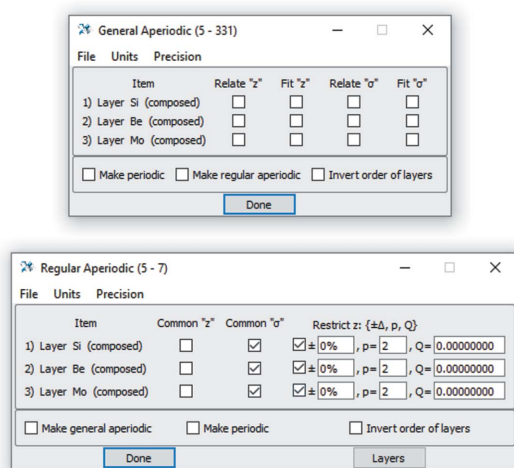 General Aperiodic (5 - 331)
File Units Precision
Item Relate "z" Fit "z" Relate "σ" Fit "σ"
1) Layer Si (composed)
2) Layer Be (composed)
3) Layer Mo (composed)
Make periodic Make regular aperiodic Invert order of layers
Done
Regular Aperiodic (5 - 7)
File Units Precision
Item Common "z" Common "σ" Restrict z: {±Δ, p, Q}
1) Layer Si (composed) ± 0% , p= 2 , Q= 0.00000000
2) Layer Be (composed) ± 0% , p= 2 , Q= 0.00000000
3) Layer Mo (composed) ± 0% , p= 2 , Q= 0.00000000
Make general aperiodic Make periodic Invert order of layers
Done Layers